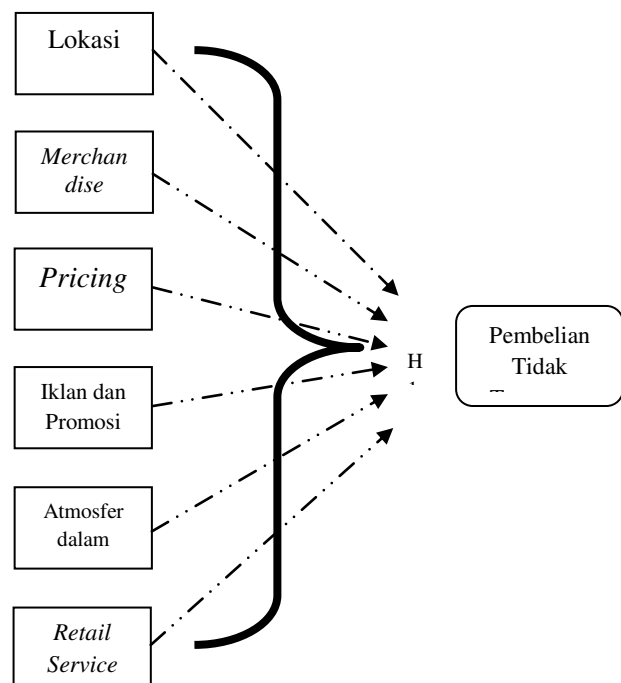 Lokasi
Merchan
dise
Pricing
Iklan dan
Promosi
Atmosfer
dalam
Retail
Service
H
Pembelian
Tidak